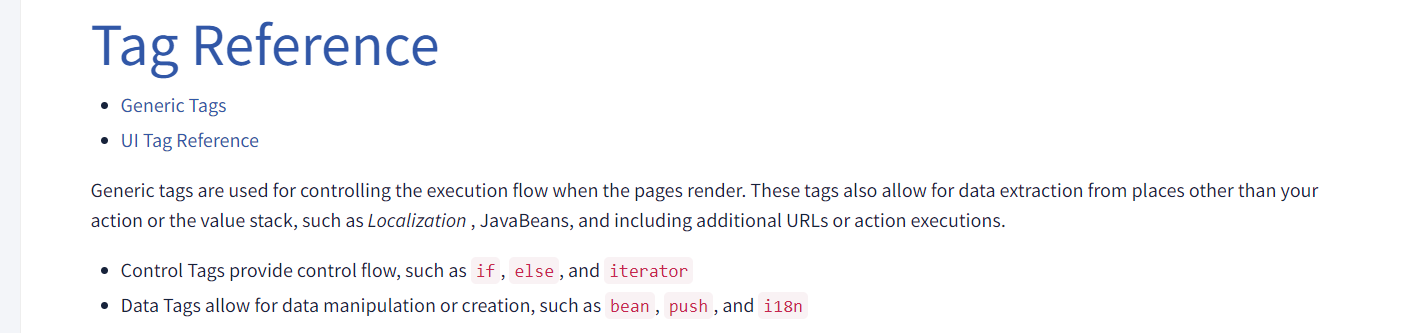 Tag Reference
Generic Tags
UI Tag Reference
Generic tags are used for controlling the execution flow when the pages render. These tags also allow for data extraction from places other than your
action or the value stack, such as Localization , JavaBeans, and including additional URLs or action executions.
Control Tags provide control flow, such as if , else , and iterator
Data Tags allow for data manipulation or creation, such as bean , push , and i18n